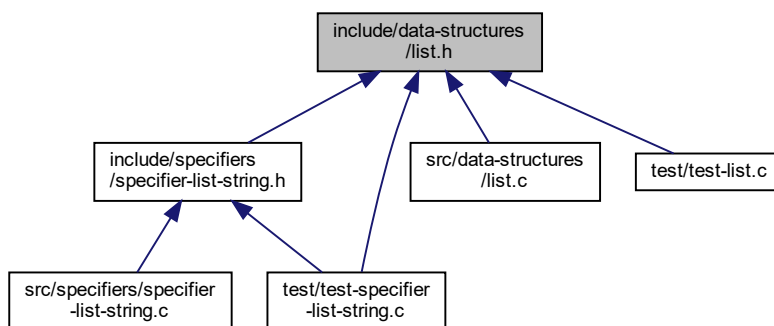 include/data-structures
/list.h
include/specifiers
/specifier-list-string.h
src/data-structures
/list.c
test/test-list.c
src/specifiers/specifier
-list-string.c
test/test-specifier
-list-string.c